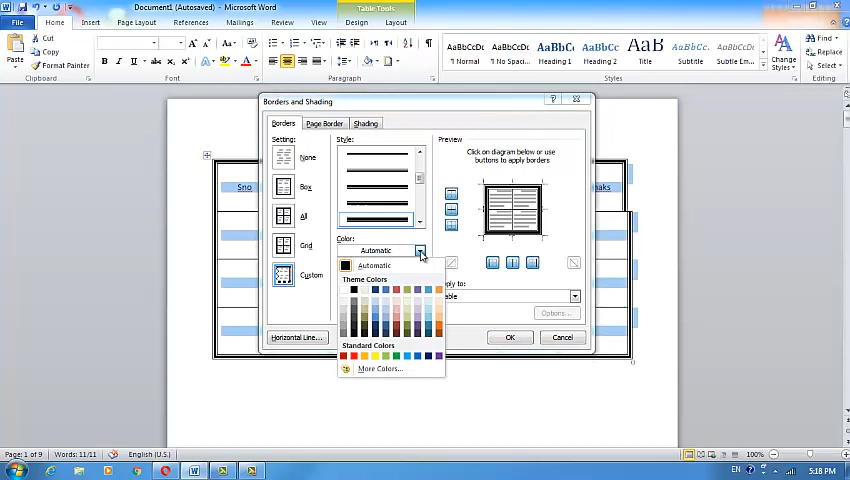 Document1 (Autosaved) - Microsoft Word
Table Tools
File Home Insert Page Layout References Mailings Review View Design Layout
Paste
Cut
Copy
Format Painter
AaBbCcDc AaBbCcDc AaBbC AaBbCc AaB AaBbCc. AaBbCcDc
¶ Normal ¶ No Spaci... Heading 1 Heading 2 Title Subtitle Subtle Em...
Change
Styles
Find
Replace
Select
Clipboard Font Paragraph Styles Editing
Borders and Shading
Borders Page Border Shading
Setting:
None
Box
All
Grid
Custom
Style:
Color:
Automatic
Automatic
Theme Colors
Standard Colors
More Colors...
Preview
Click on diagram below or use
buttons to apply borders
Options...
Horizontal Line...
OK Cancel
Sno
Page: 1 of 9 Words: 11/11 English (U.S.) 100%
EN 5:18 PM